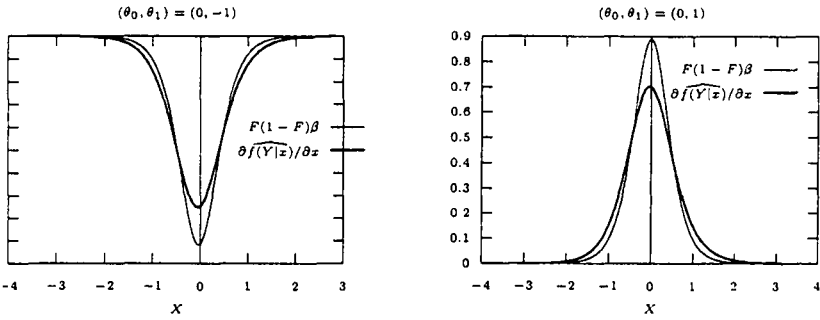 (θ0, θ1) = (0, −1)
F(1 − F)β
∂f(Y|x)/∂x
−4 −3 −2 −1 0 1 2 3
X
(θ0, θ1) = (0, 1)
0.9
0.8
0.7
0.6
0.5
0.4
0.3
0.2
0.1
0
F(1 − F)β
∂f(Y|x)/∂x
−4 −3 −2 −1 0 1 2 3 4
X